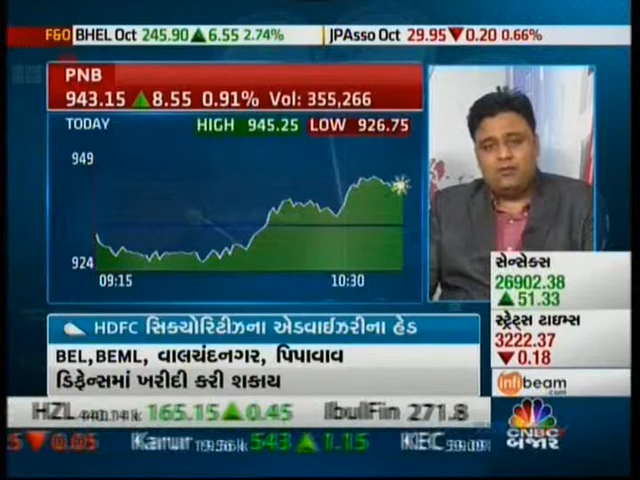 F&O BHEL Oct 245.90 ▲ 6.55 2.74% JPAsso Oct 29.95 ▼ 0.20 0.66%
PNB
943.15 ▲ 8.55 0.91% Vol: 355,266
TODAY HIGH 945.25 LOW 926.75
949
924
09:15 10:30
સેન્સેક્સ
26902.38
▲ 51.33
સ્ટ્રેટ્સ ટાઇમ્સ
3222.37
▼ 0.18
HDFC સિક્યોરિટીઝના એડવાઈઝરીના હેડ
BEL,BEML, વાલચંદનગર, પિપાવાવ
ડિફેન્સમાં ખરીદી કરી શકાય
infibeam
.com
HZL 165.15 ▲ 0.45 IbulFin 271.8
5 ▼ 0.05 Karur 543 ▲ 1.15 KEC
CNBC
બજાર